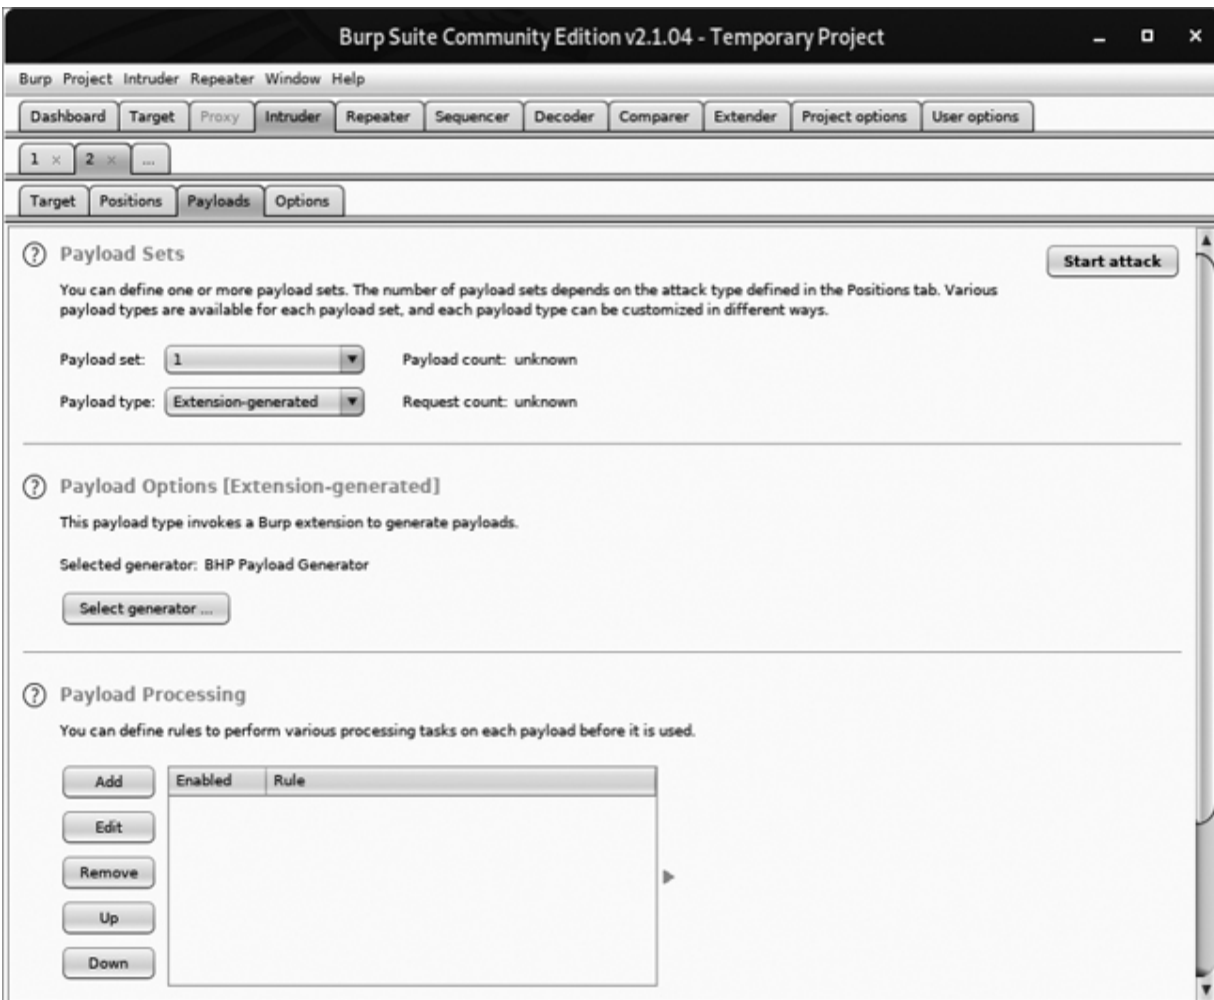 Burp Suite Community Edition v2.1.04 - Temporary Project
Burp Project Intruder Repeater Window Help
Dashboard Target Proxy Intruder Repeater Sequencer Decoder Comparer Extender Project options User options
1 × 2 × ...
Target Positions Payloads Options
? Payload Sets
Start attack
You can define one or more payload sets. The number of payload sets depends on the attack type defined in the Positions tab. Various
payload types are available for each payload set, and each payload type can be customized in different ways.
Payload set: 1 Payload count: unknown
Payload type: Extension-generated Request count: unknown
? Payload Options [Extension-generated]
This payload type invokes a Burp extension to generate payloads.
Selected generator: BHP Payload Generator
Select generator ...
? Payload Processing
You can define rules to perform various processing tasks on each payload before it is used.
Add Enabled Rule
Edit
Remove
Up
Down